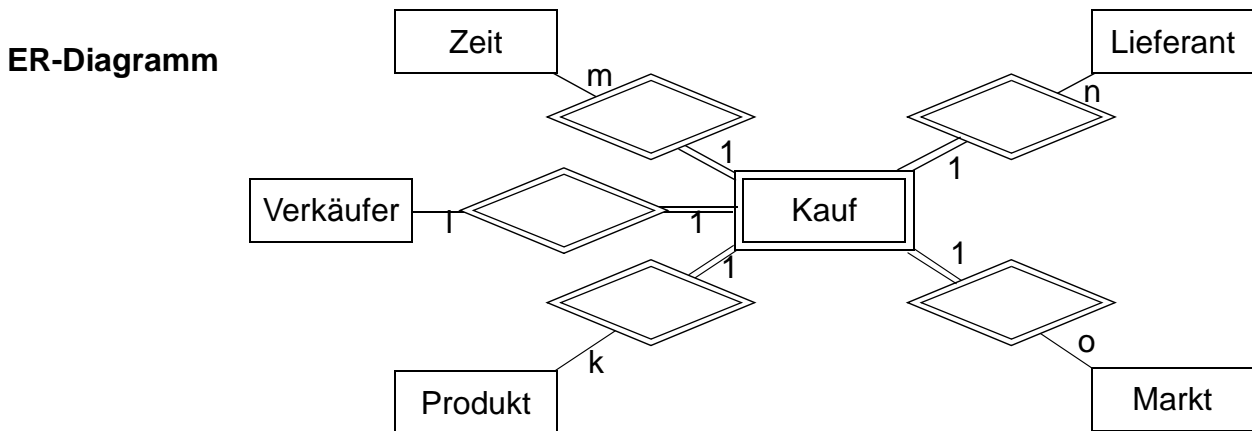 Zeit
Lieferant
ER-Diagramm
m
n
1
1
Verkäufer
l
1
Kauf
1
1
k
o
Produkt
Markt